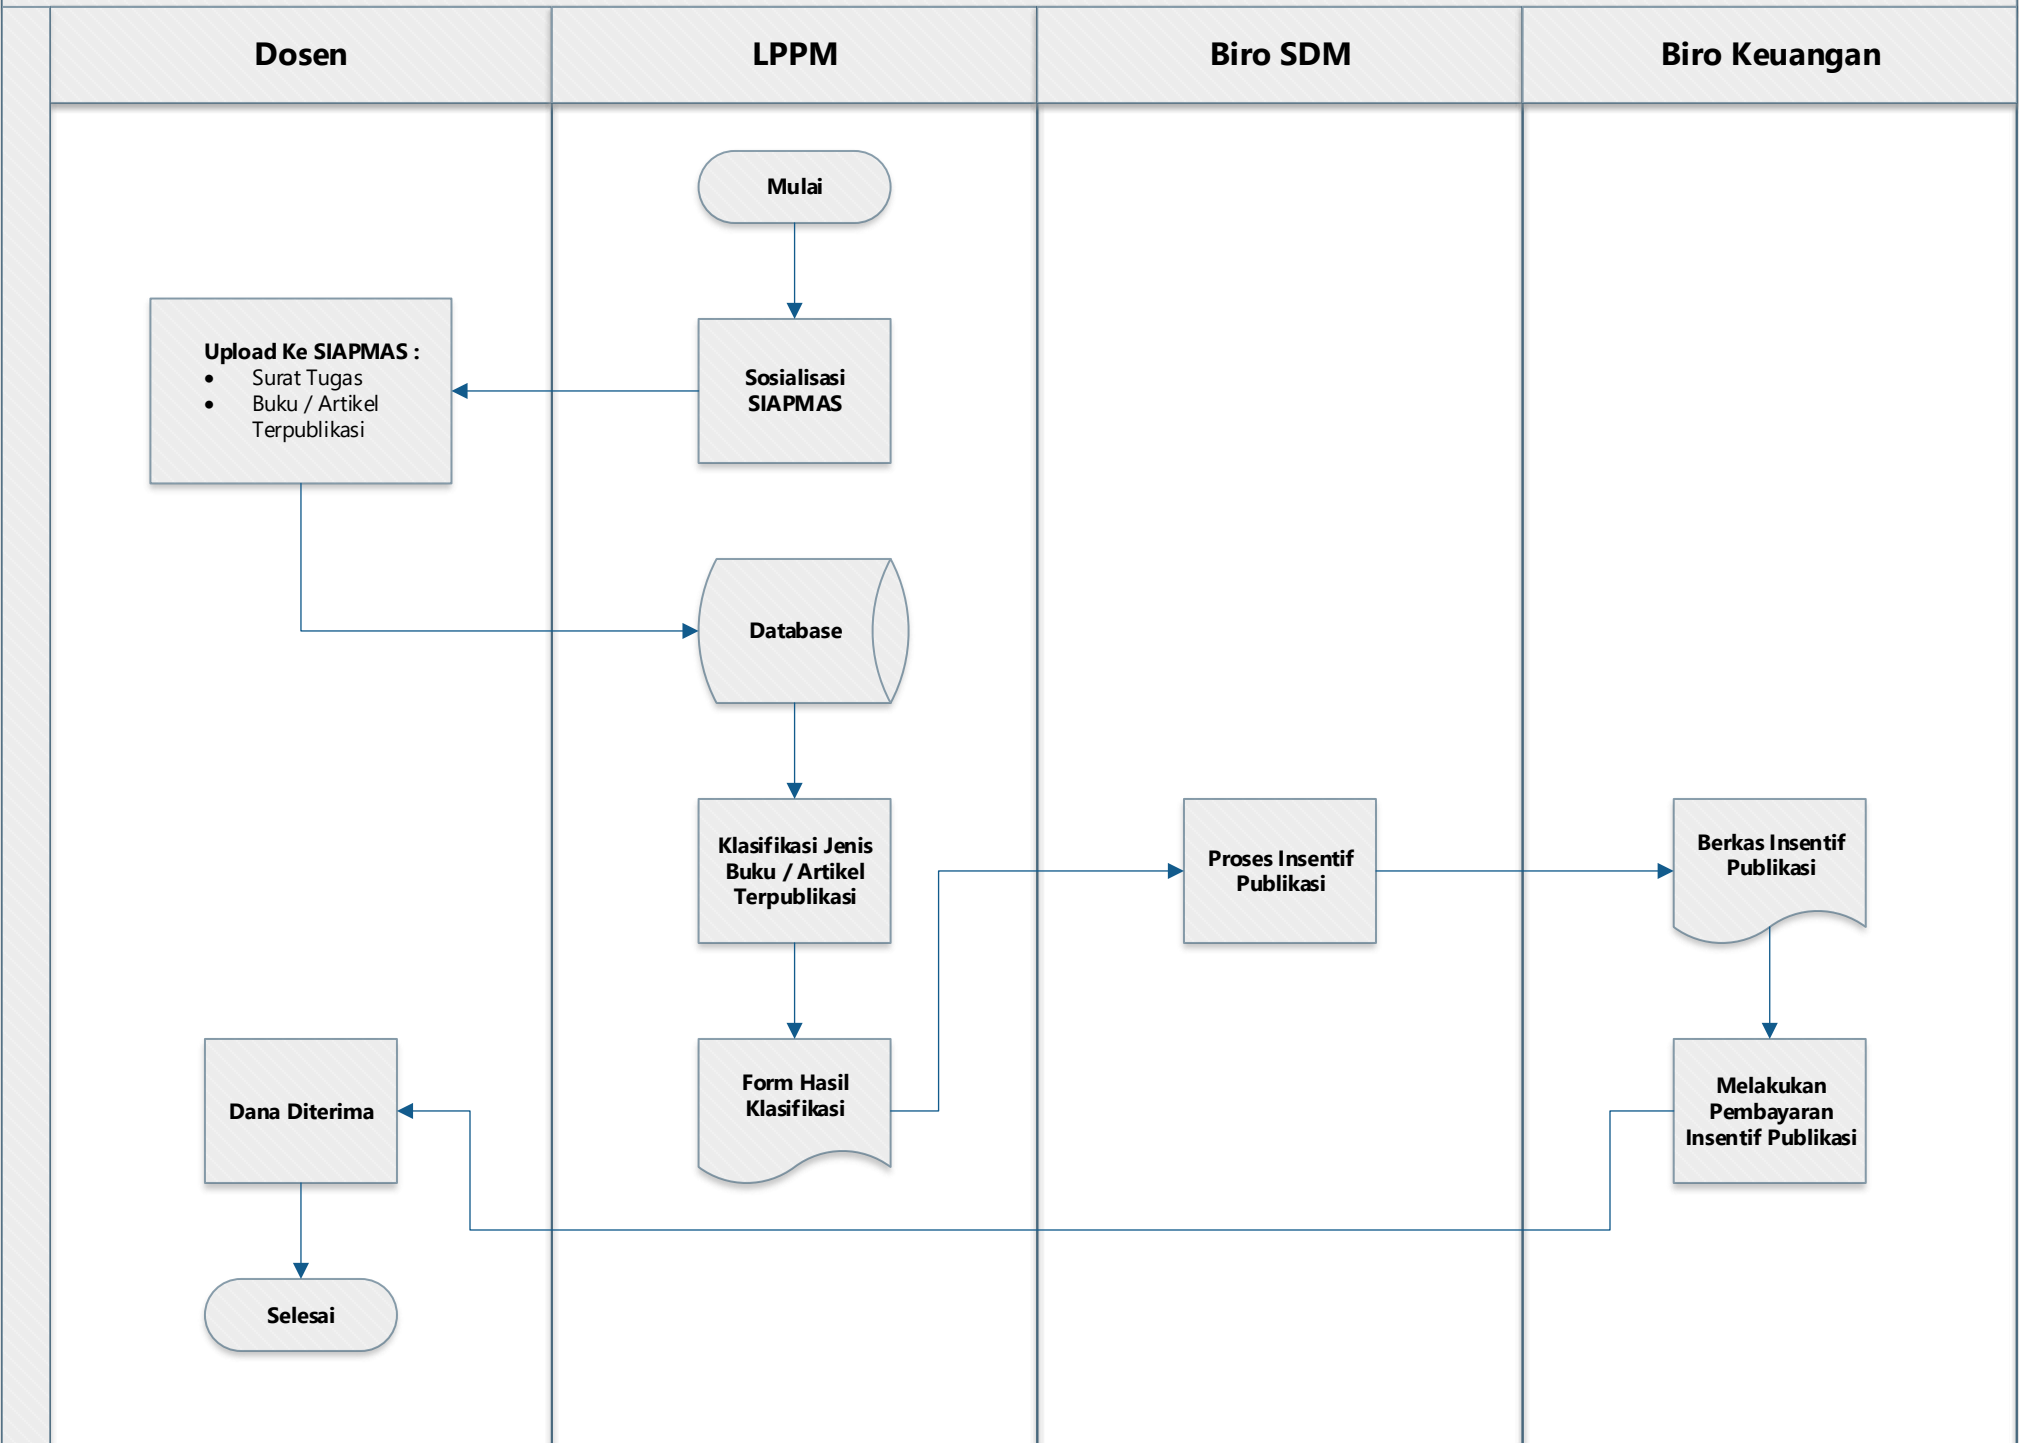 Dosen
LPPM
Biro SDM
Biro Keuangan
Mulai
Upload Ke SIAPMAS :
• Surat Tugas
• Buku / Artikel
Terpublikasi
Sosialisasi
SIAPMAS
Database
Klasifikasi Jenis
Buku / Artikel
Terpublikasi
Proses Insentif
Publikasi
Berkas Insentif
Publikasi
Dana Diterima
Form Hasil
Klasifikasi
Melakukan
Pembayaran
Insentif Publikasi
Selesai